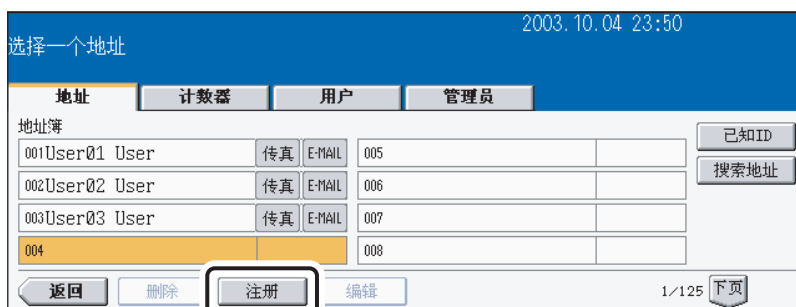 2003.10.04 23:50
选择一个地址
地址 计数器 用户 管理员
地址簿
已知ID
001User01 User 传真 E-MAIL 005
搜索地址
002User02 User 传真 E-MAIL 006
003User03 User 传真 E-MAIL 007
004 008
返回 删除 注册 编辑 1/125 下页